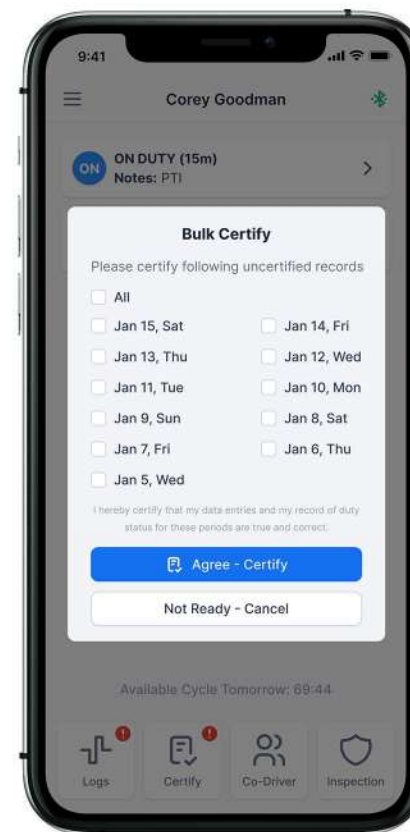 9:41
Corey Goodman
ON
ON DUTY (15m)
Notes: PTI
Bulk Certify
Please certify following uncertified records
All
Jan 15, Sat
Jan 14, Fri
Jan 13, Thu
Jan 12, Wed
Jan 11, Tue
Jan 10, Mon
Jan 9, Sun
Jan 8, Sat
Jan 7, Fri
Jan 6, Thu
Jan 5, Wed
I hereby certify that my data entries and my record of duty
status for these periods are true and correct.
Agree - Certify
Not Ready - Cancel
Available Cycle Tomorrow: 69:44
Logs
Certify
Co-Driver
Inspection